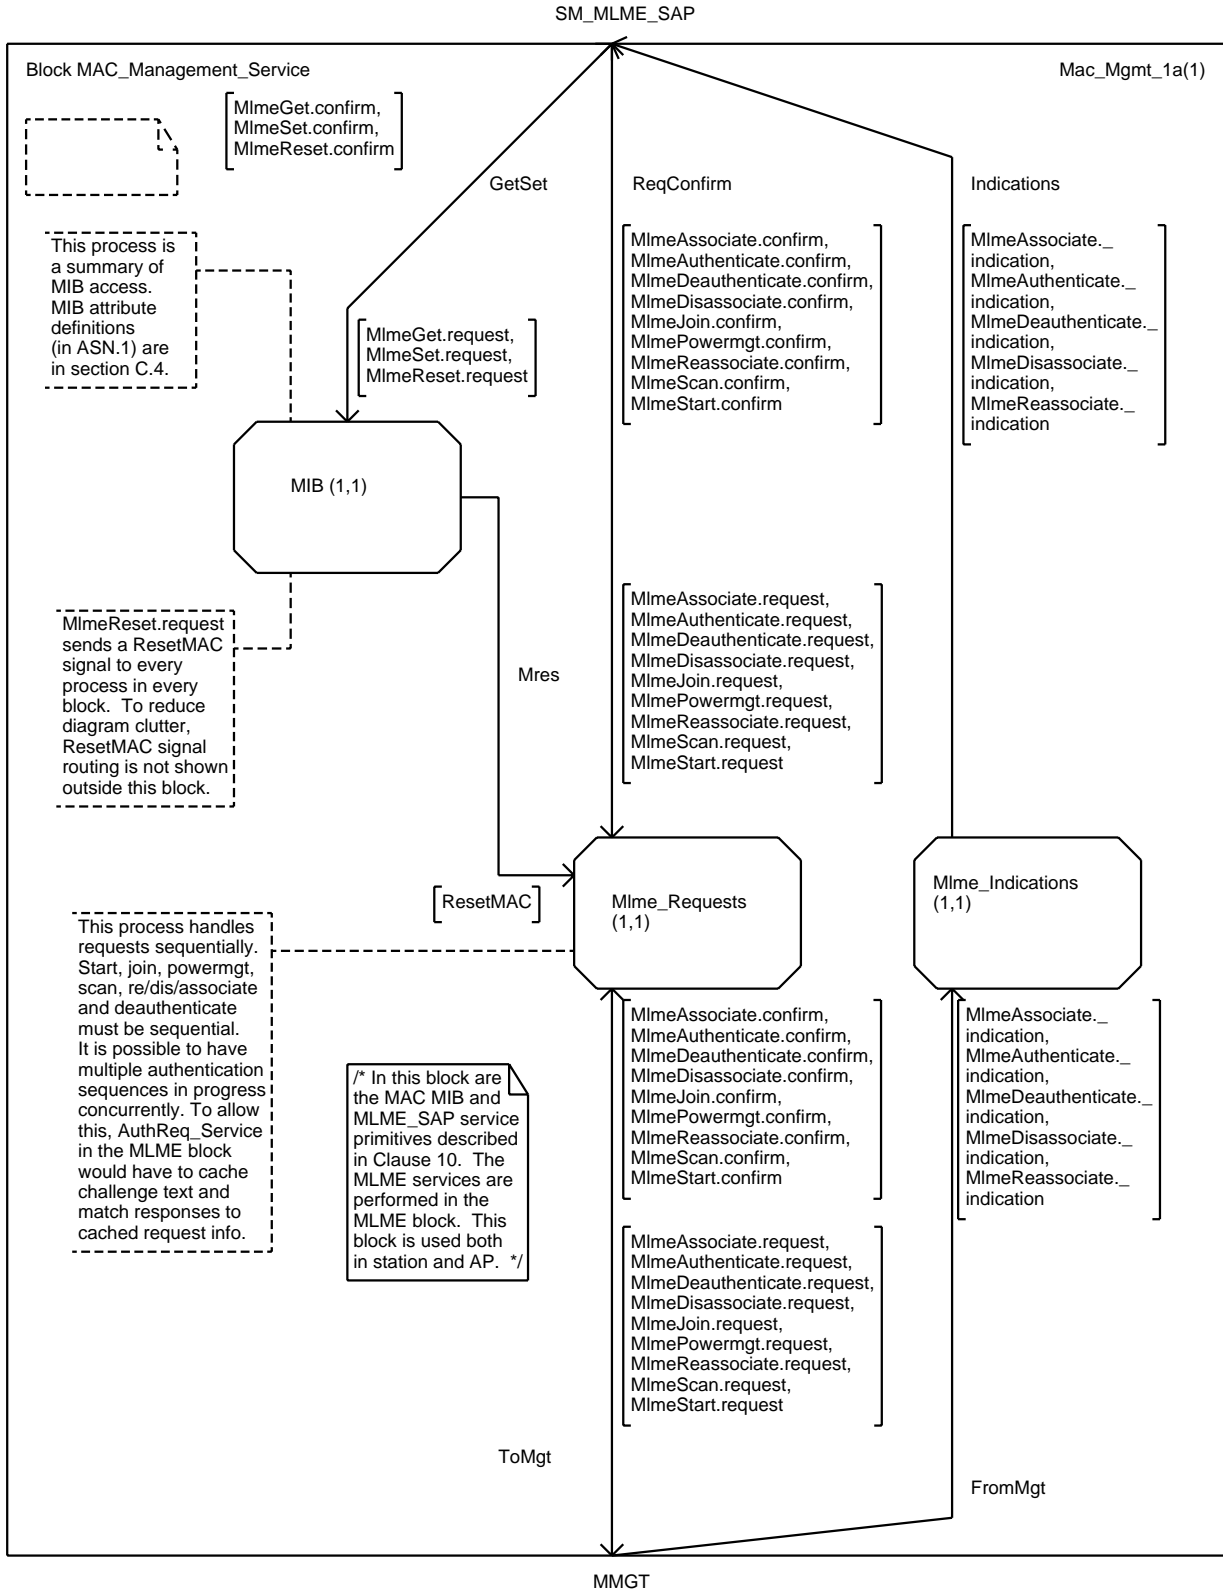 SM_MLME_SAP
Block MAC_Management_Service
Mac_Mgmt_1a(1)
MlmeGet.confirm,
MlmeSet.confirm,
MlmeReset.confirm
GetSet
ReqConfirm
Indications
This process is
a summary of
MIB access.
MIB attribute
definitions
(in ASN.1) are
in section C.4.
MlmeGet.request,
MlmeSet.request,
MlmeReset.request
MlmeAssociate.confirm,
MlmeAuthenticate.confirm,
MlmeDeauthenticate.confirm,
MlmeDisassociate.confirm,
MlmeJoin.confirm,
MlmePowermgt.confirm,
MlmeReassociate.confirm,
MlmeScan.confirm,
MlmeStart.confirm
MlmeAssociate._
indication,
MlmeAuthenticate._
indication,
MlmeDeauthenticate._
indication,
MlmeDisassociate._
indication,
MlmeReassociate._
indication
MIB (1,1)
MlmeReset.request
sends a ResetMAC
signal to every
process in every
block.  To reduce
diagram clutter,
ResetMAC signal
routing is not shown
outside this block.
Mres
MlmeAssociate.request,
MlmeAuthenticate.request,
MlmeDeauthenticate.request,
MlmeDisassociate.request,
MlmeJoin.request,
MlmePowermgt.request,
MlmeReassociate.request,
MlmeScan.request,
MlmeStart.request
ResetMAC
Mlme_Requests
(1,1)
Mlme_Indications
(1,1)
This process handles
requests sequentially.
Start, join, powermgt,
scan, re/dis/associate
and deauthenticate
must be sequential.
It is possible to have
multiple authentication
sequences in progress
concurrently. To allow
this, AuthReq_Service
in the MLME block
would have to cache
challenge text and
match responses to
cached request info.
/* In this block are
the MAC MIB and
MLME_SAP service
primitives described
in Clause 10.  The
MLME services are
performed in the
MLME block.  This
block is used both
in station and AP.  */
MlmeAssociate.confirm,
MlmeAuthenticate.confirm,
MlmeDeauthenticate.confirm,
MlmeDisassociate.confirm,
MlmeJoin.confirm,
MlmePowermgt.confirm,
MlmeReassociate.confirm,
MlmeScan.confirm,
MlmeStart.confirm
MlmeAssociate._
indication,
MlmeAuthenticate._
indication,
MlmeDeauthenticate._
indication,
MlmeDisassociate._
indication,
MlmeReassociate._
indication
MlmeAssociate.request,
MlmeAuthenticate.request,
MlmeDeauthenticate.request,
MlmeDisassociate.request,
MlmeJoin.request,
MlmePowermgt.request,
MlmeReassociate.request,
MlmeScan.request,
MlmeStart.request
ToMgt
FromMgt
MMGT